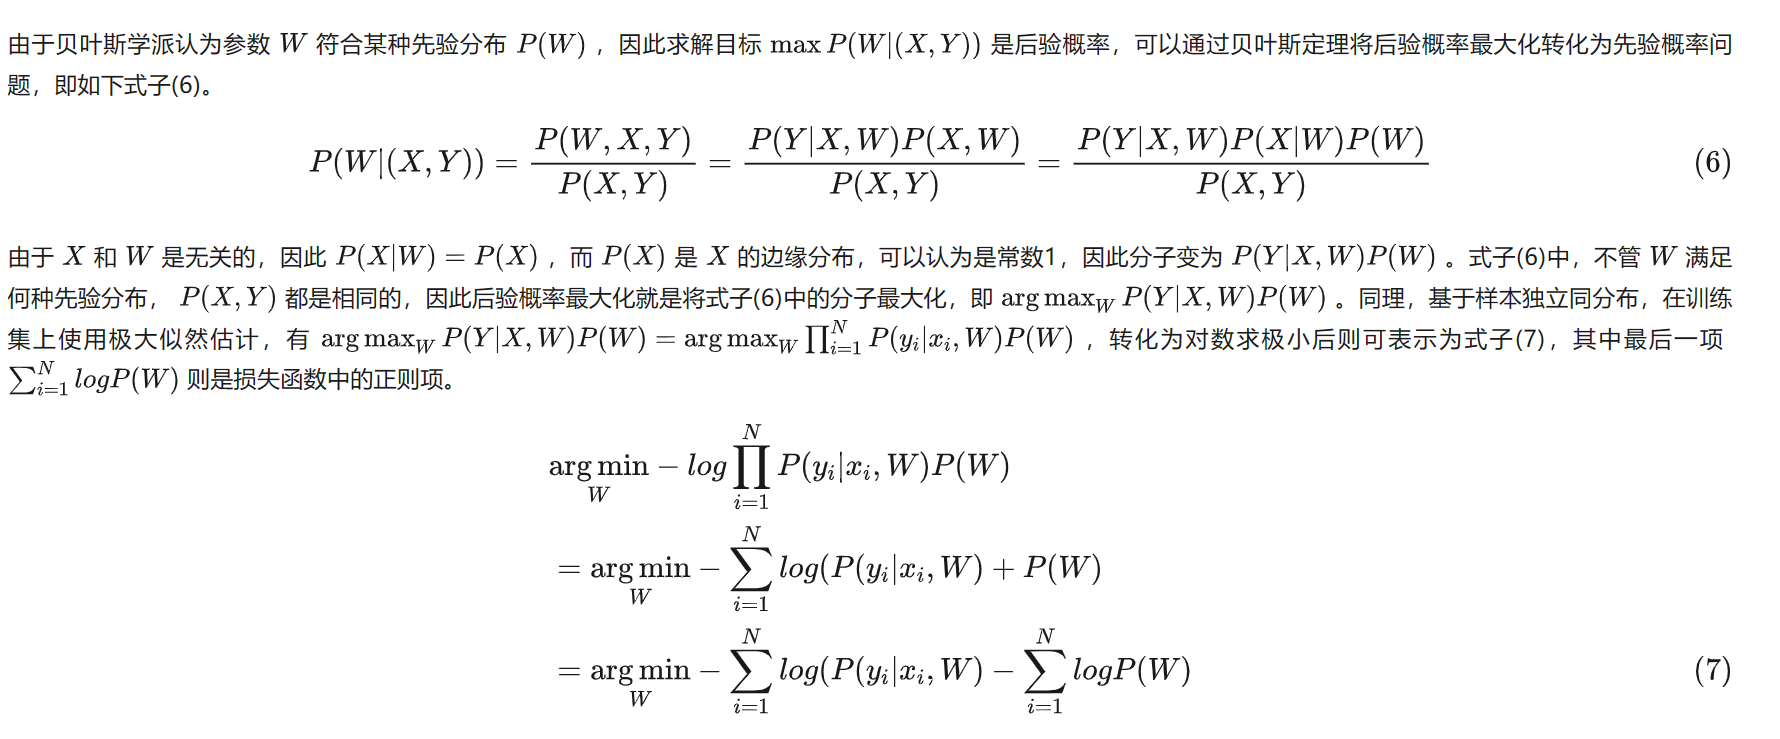 由于贝叶斯学派认为参数 W 符合某种先验分布 P(W) ，因此求解目标 max P(W|(X,Y)) 是后验概率，可以通过贝叶斯定理将后验概率最大化转化为先验概率问
题，即如下式子(6)。
P(W|(X,Y)) = \frac{P(W,X,Y)}{P(X,Y)} = \frac{P(Y|X,W)P(X,W)}{P(X,Y)} = \frac{P(Y|X,W)P(X|W)P(W)}{P(X,Y)} (6)
由于 X 和 W 是无关的，因此 P(X|W) = P(X) ，而 P(X) 是 X 的边缘分布，可以认为是常数1，因此分子变为 P(Y|X,W)P(W) 。式子(6)中，不管 W 满足
何种先验分布， P(X,Y) 都是相同的，因此后验概率最大化就是将式子(6)中的分子最大化，即 arg max_W P(Y|X,W)P(W) 。同理，基于样本独立同分布，在训练
集上使用极大似然估计，有 arg max_W P(Y|X,W)P(W) = arg max_W ∏_{i=1}^N P(y_i|x_i,W)P(W) ，转化为对数求极小后则可表示为式子(7)，其中最后一项
∑_{i=1}^N logP(W) 则是损失函数中的正则项。
arg min_W − log ∏_{i=1}^N P(y_i|x_i,W)P(W)
= arg min_W − ∑_{i=1}^N log(P(y_i|x_i,W) + P(W)
= arg min_W − ∑_{i=1}^N log(P(y_i|x_i,W) − ∑_{i=1}^N logP(W) (7)